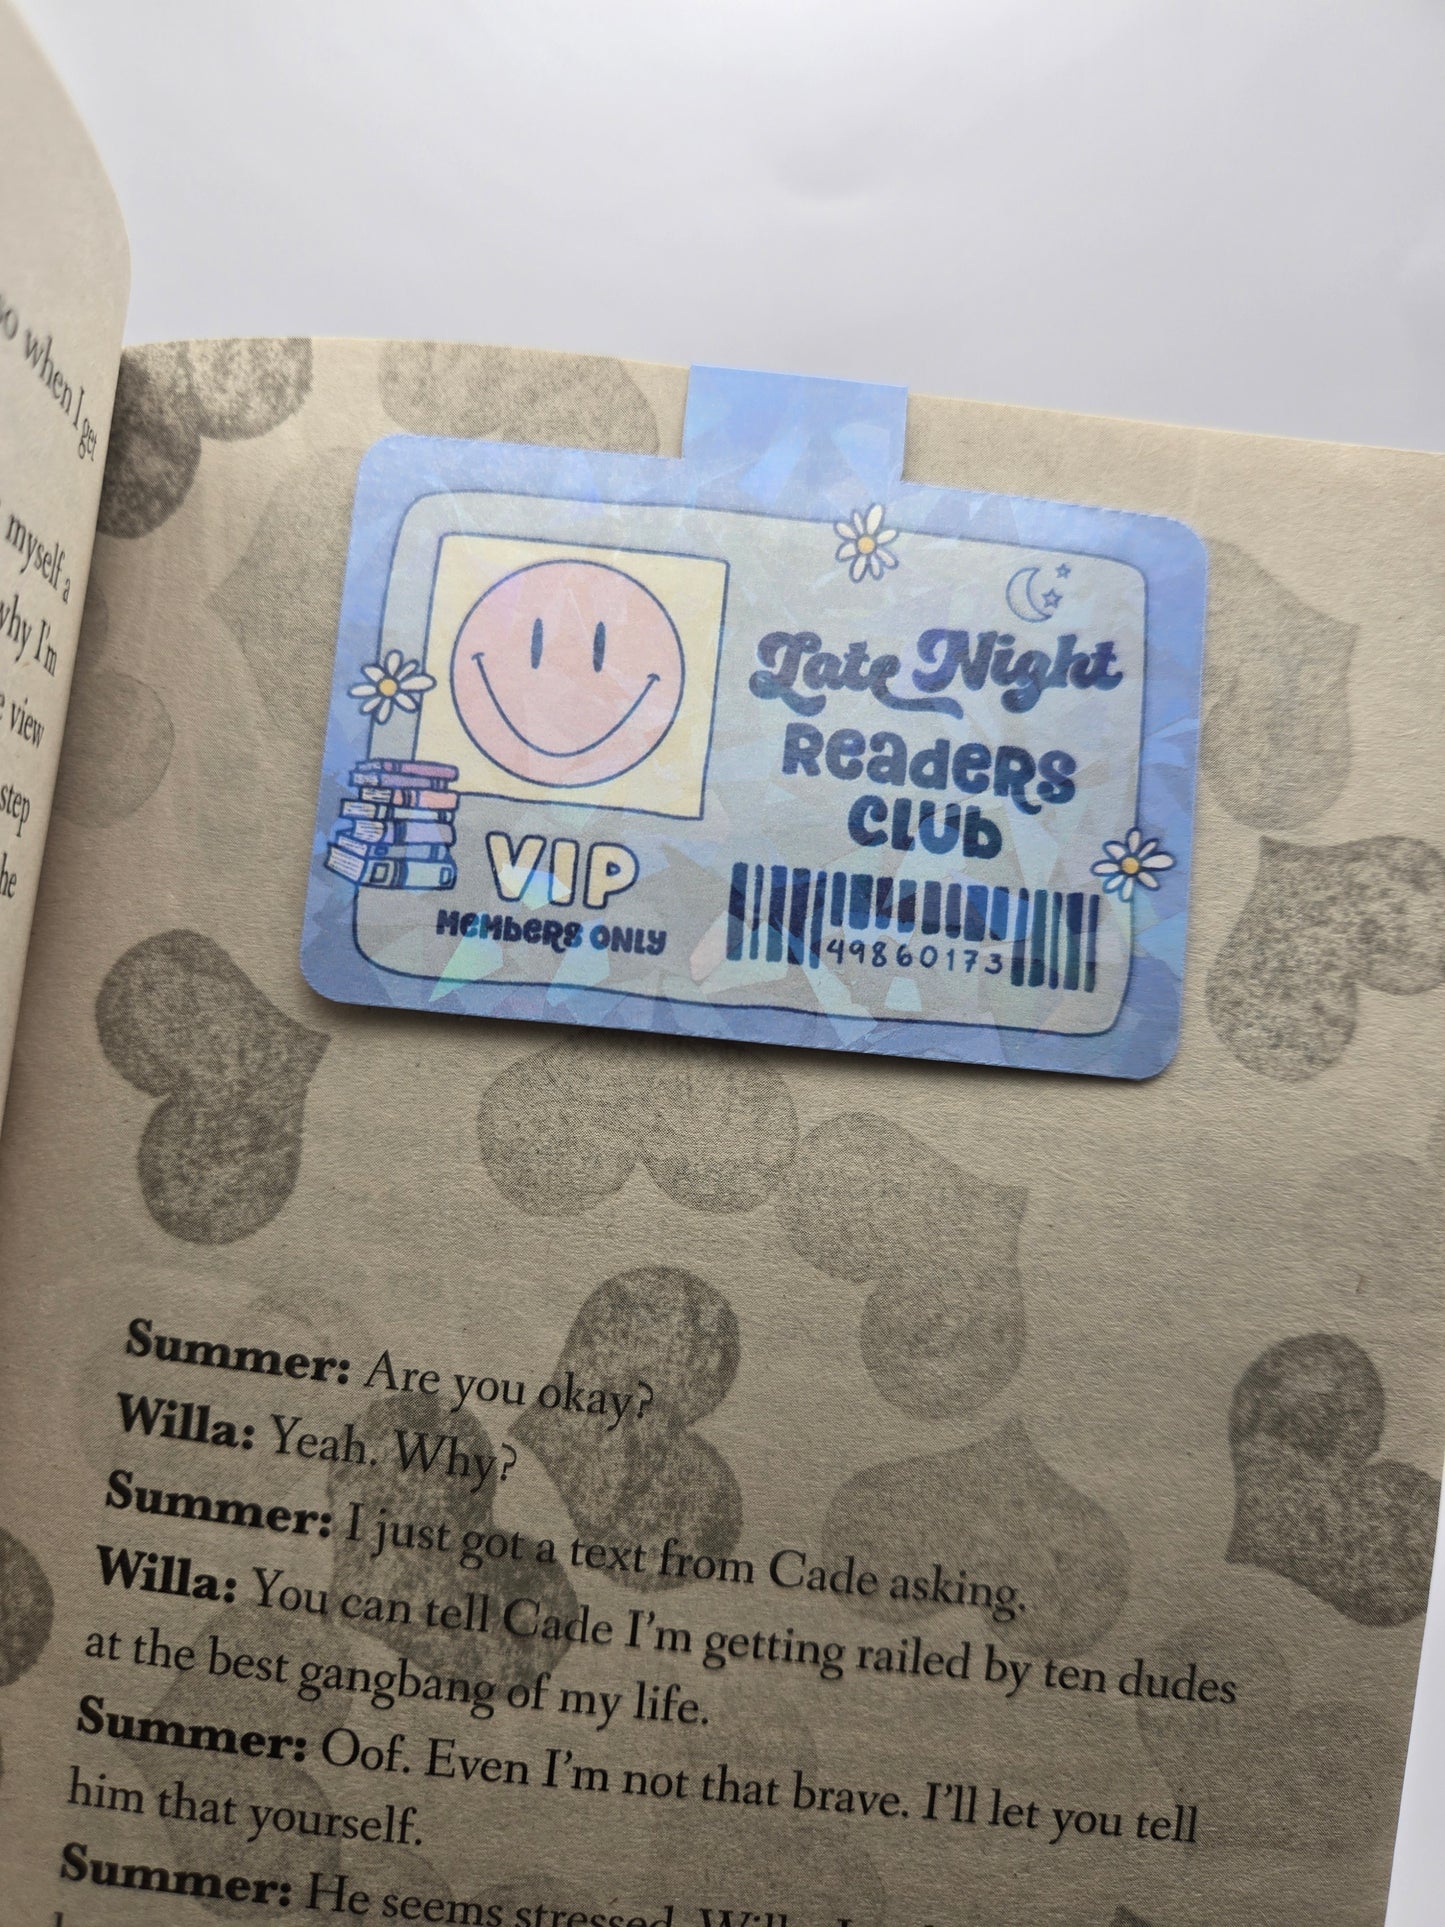 so when I get
myself a
why I'm
view
step
he
Late Night
Readers
Club
VIP
Members Only
49860173
Summer: Are you okay?
Willa: Yeah. Why?
Summer: I just got a text from Cade asking.
Willa: You can tell Cade I'm getting railed by ten dudes
at the best gangbang of my life.
Summer: Oof. Even I'm not that brave. I'll let you tell
him that yourself.
Summer: He seems stressed, Willa.